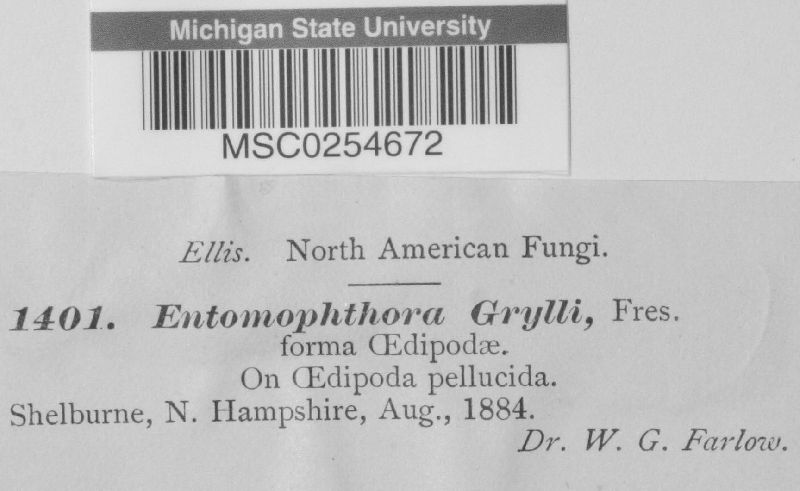 Michigan State University
MSC0254672
Ellis. North American Fungi.
1401. Entomophthora Grylli, Fres.
forma Œdipodæ.
On Œdipoda pellucida.
Shelburne, N. Hampshire, Aug., 1884.
Dr. W. G. Farlow.